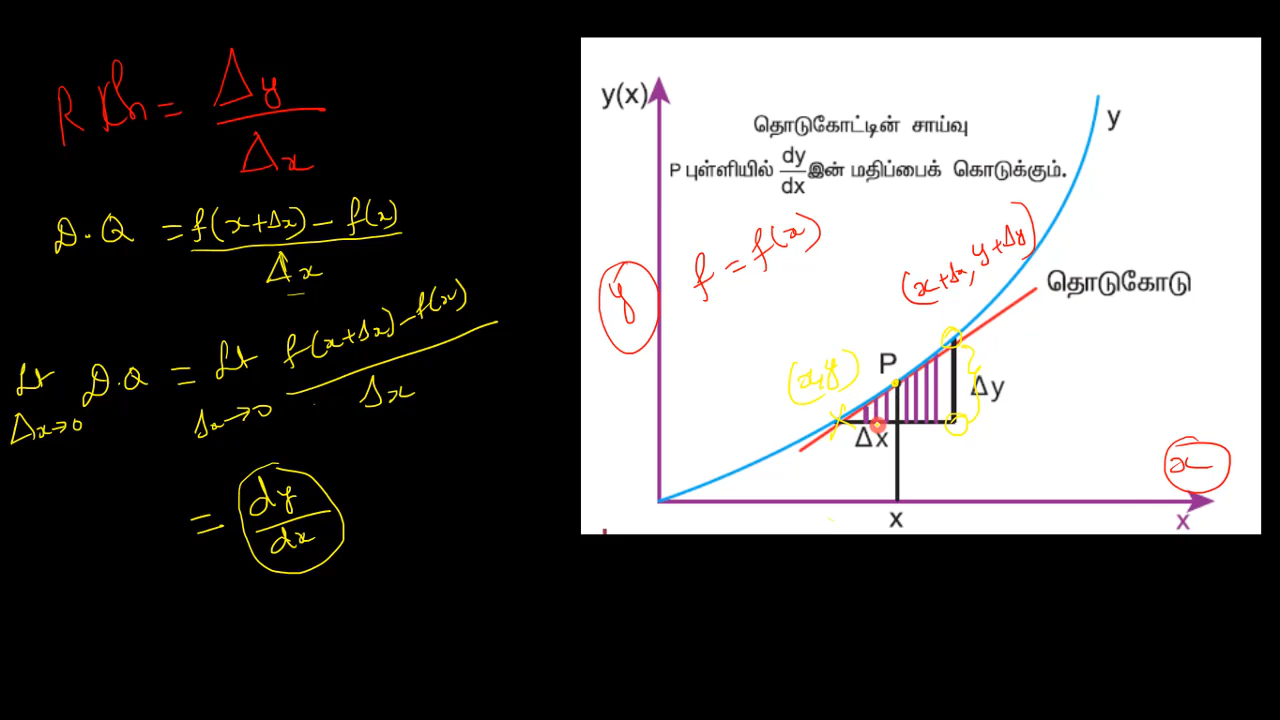 = Δy / Δx
D.Q = f(x+Δx) - f(x) / Δx
Lt Δx→0 D.Q = Lt Δx→0 f(x+Δx) - f(x) / Δx
= dy/dx
y(x)
y
தொடுகோட்டின் சாய்வு
P புள்ளியில் dy/dx இன் மதிப்பைக் கொடுக்கும்.
f = f(x)
(x+Δx, y+Δy)
y
தொடுகோடு
(x,y)
P
Δy
Δx
x
x
x